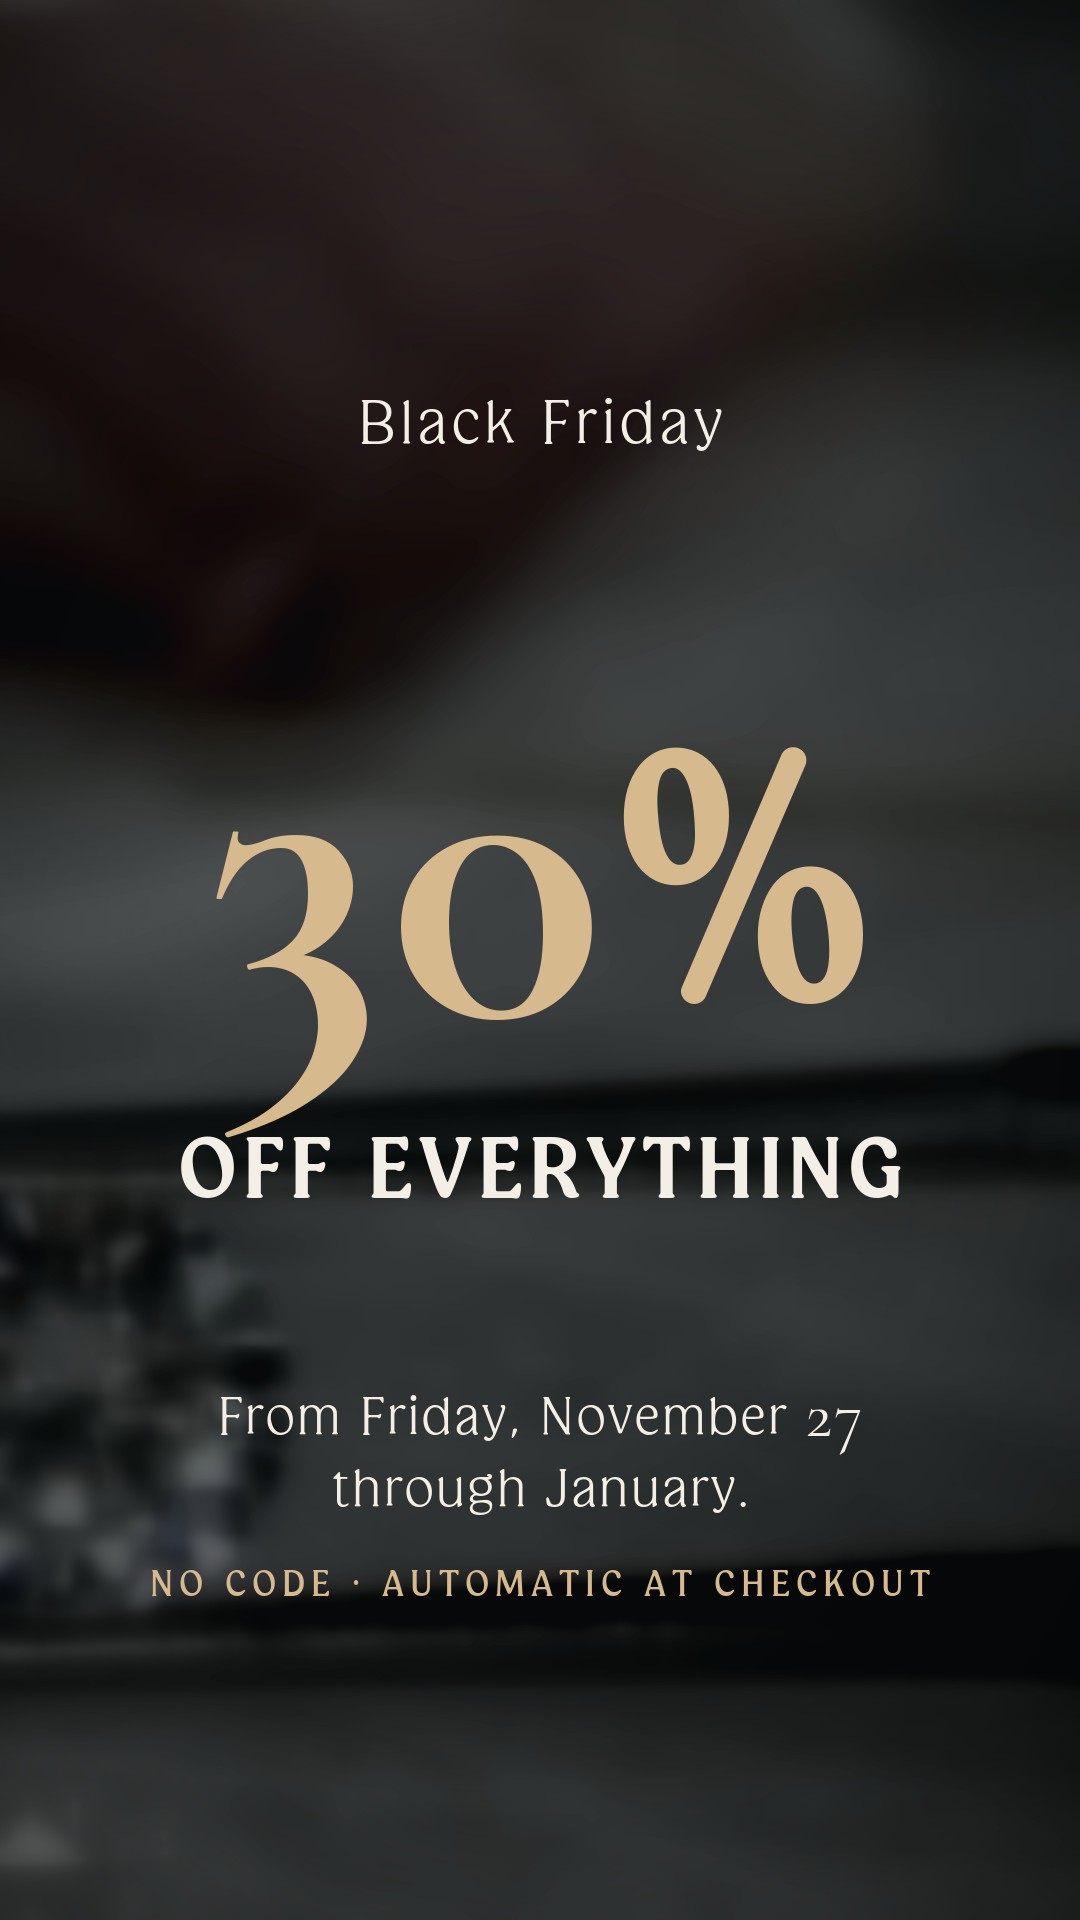 Black Friday
30%
OFF EVERYTHING
From Friday, November 27
through January.
NO CODE · AUTOMATIC AT CHECKOUT